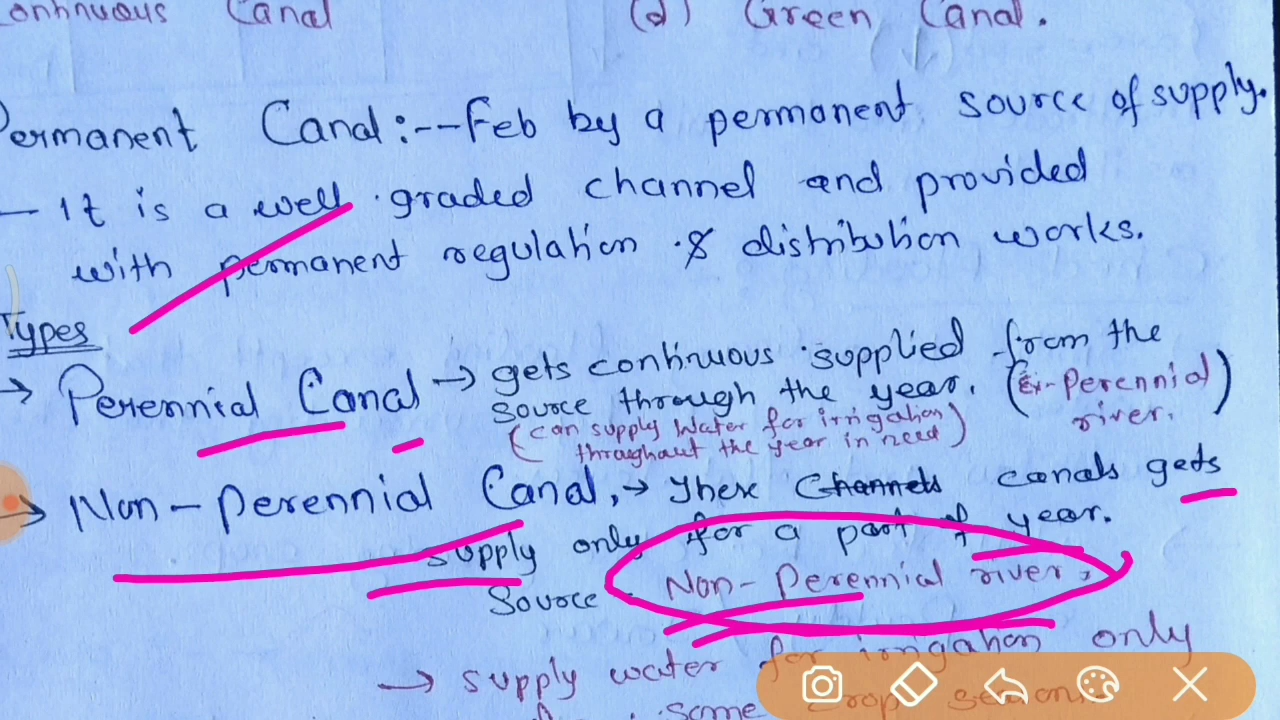 Continuous Canal (d) Green Canal.
Permanent Canal:-- Feb by a permanent source of supply.
- It is a well graded channel and provided
with permanent regulation & distribution works.
Types
→ Perennial Canal → gets continuous supplied from the
source through the year. (Ex- Perennial river.)
(can supply water for irrigation
throughout the year in need)
→ Non-perennial Canal, → These Channels canals gets
supply only for a part of year.
Source - Non-Perennial river,
→ supply water for irrigation only
some crop season